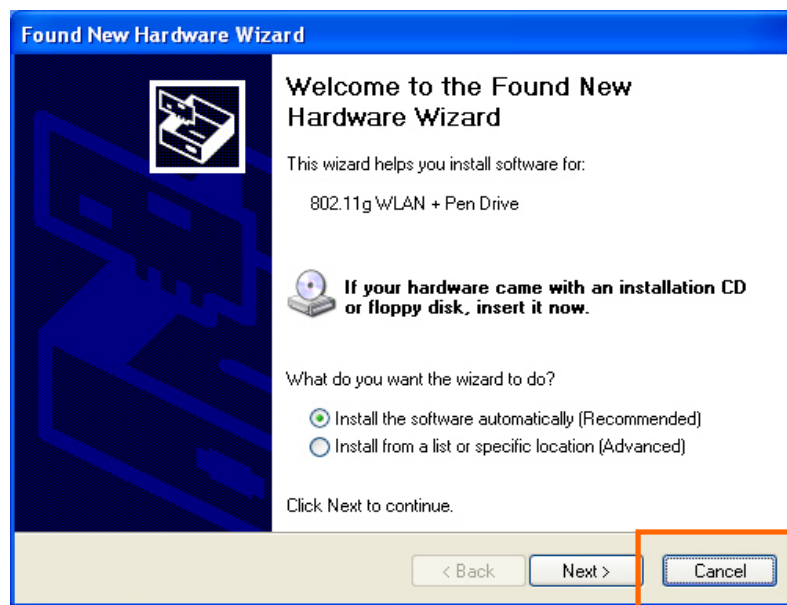 Found New Hardware Wizard
Welcome to the Found New
Hardware Wizard
This wizard helps you install software for:
802.11g WLAN + Pen Drive
If your hardware came with an installation CD
or floppy disk, insert it now.
What do you want the wizard to do?
Install the software automatically (Recommended)
Install from a list or specific location (Advanced)
Click Next to continue.
< Back Next > Cancel